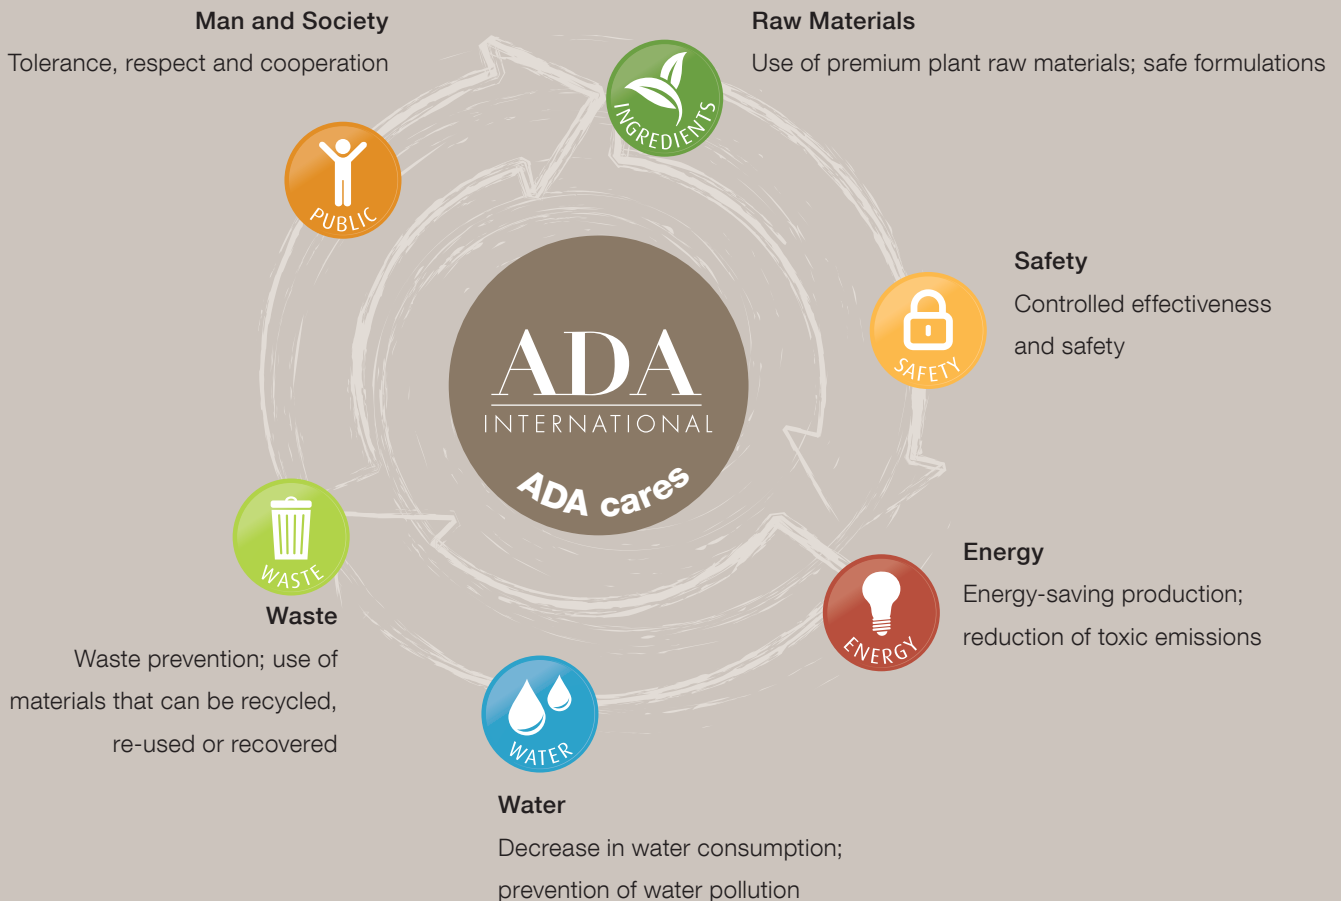 Man and Society
Tolerance, respect and cooperation
PUBLIC
Raw Materials
Use of premium plant raw materials; safe formulations
INGREDIENTS
Safety
Controlled effectiveness
and safety
SAFETY
ADA
INTERNATIONAL
ADA cares
Energy
Energy-saving production;
reduction of toxic emissions
ENERGY
WASTE
Waste
Waste prevention; use of
materials that can be recycled,
re-used or recovered
WATER
Water
Decrease in water consumption;
prevention of water pollution